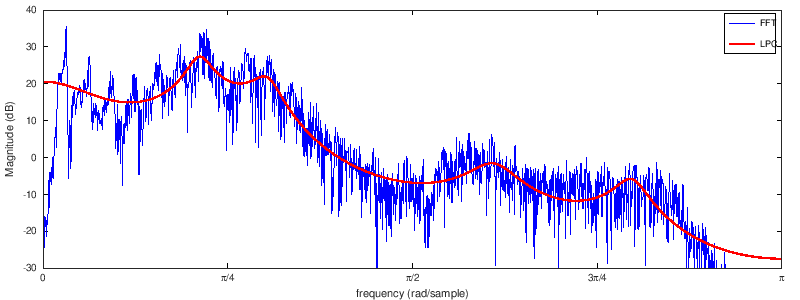 40
30
20
10
0
-10
-20
-30
Magnitude (dB)
FFT
LPC
0
π/4
π/2
3π/4
π
frequency (rad/sample)